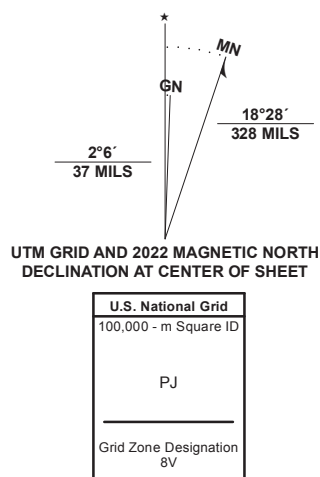 MN
GN
18°28´
328 MILS
2°6´
37 MILS
UTM GRID AND 2022 MAGNETIC NORTH
DECLINATION AT CENTER OF SHEET
U.S. National Grid
100,000 - m Square ID
PJ
Grid Zone Designation
8V